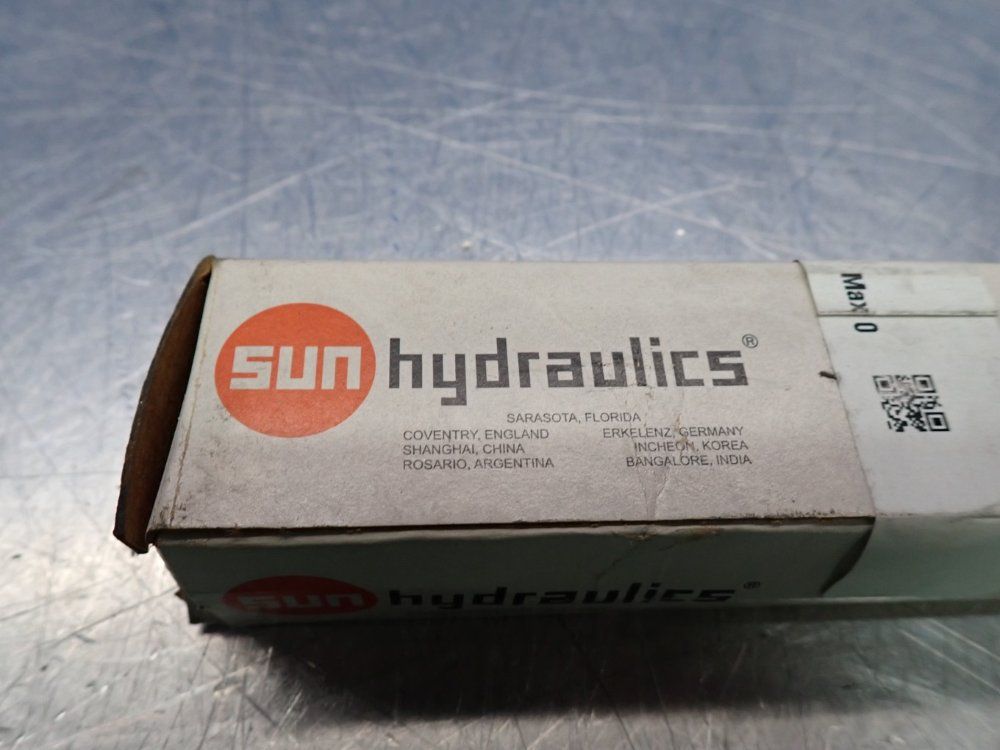 sun hydraulics®
SARASOTA, FLORIDA
COVENTRY, ENGLAND ERKELENZ, GERMANY
SHANGHAI, CHINA INCHEON, KOREA
ROSARIO, ARGENTINA BANGALORE, INDIA
Max 0
sun hydraulics®